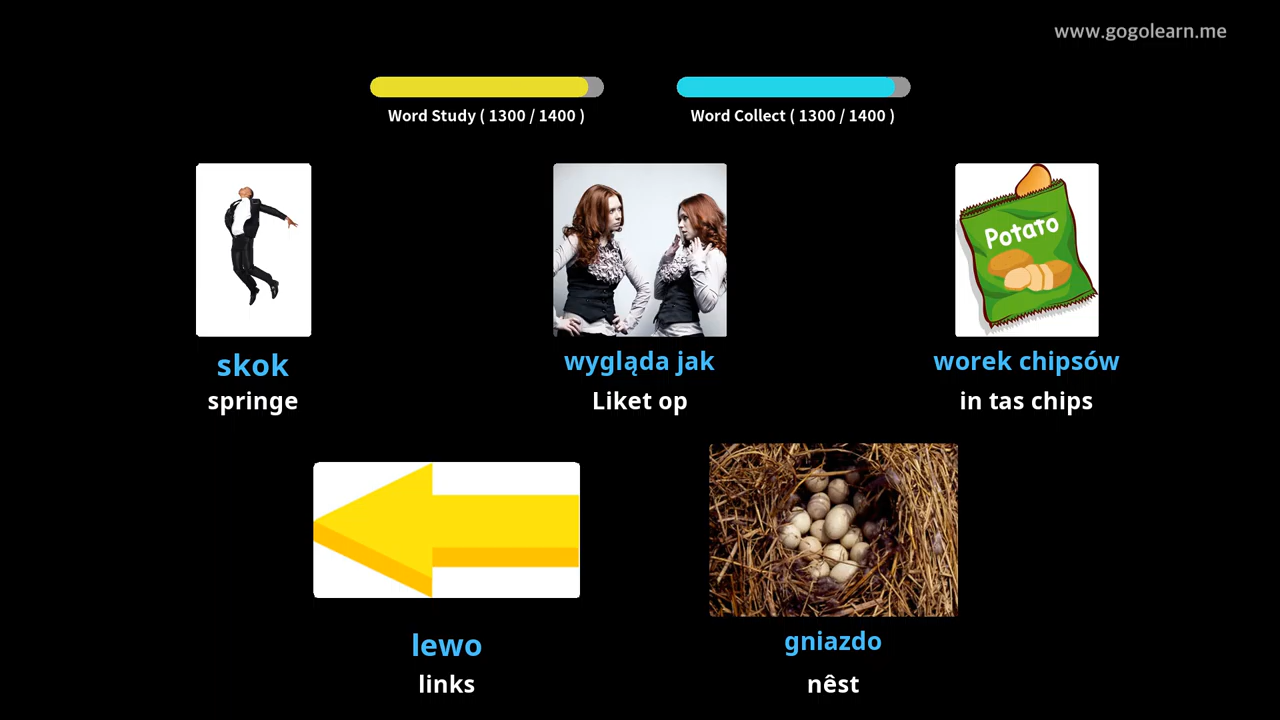 www.gogolearn.me
Word Study ( 1300 / 1400 )
Word Collect ( 1300 / 1400 )
Potato
skok
springe
wygląda jak
Liket op
worek chipsów
in tas chips
lewo
links
gniazdo
nêst